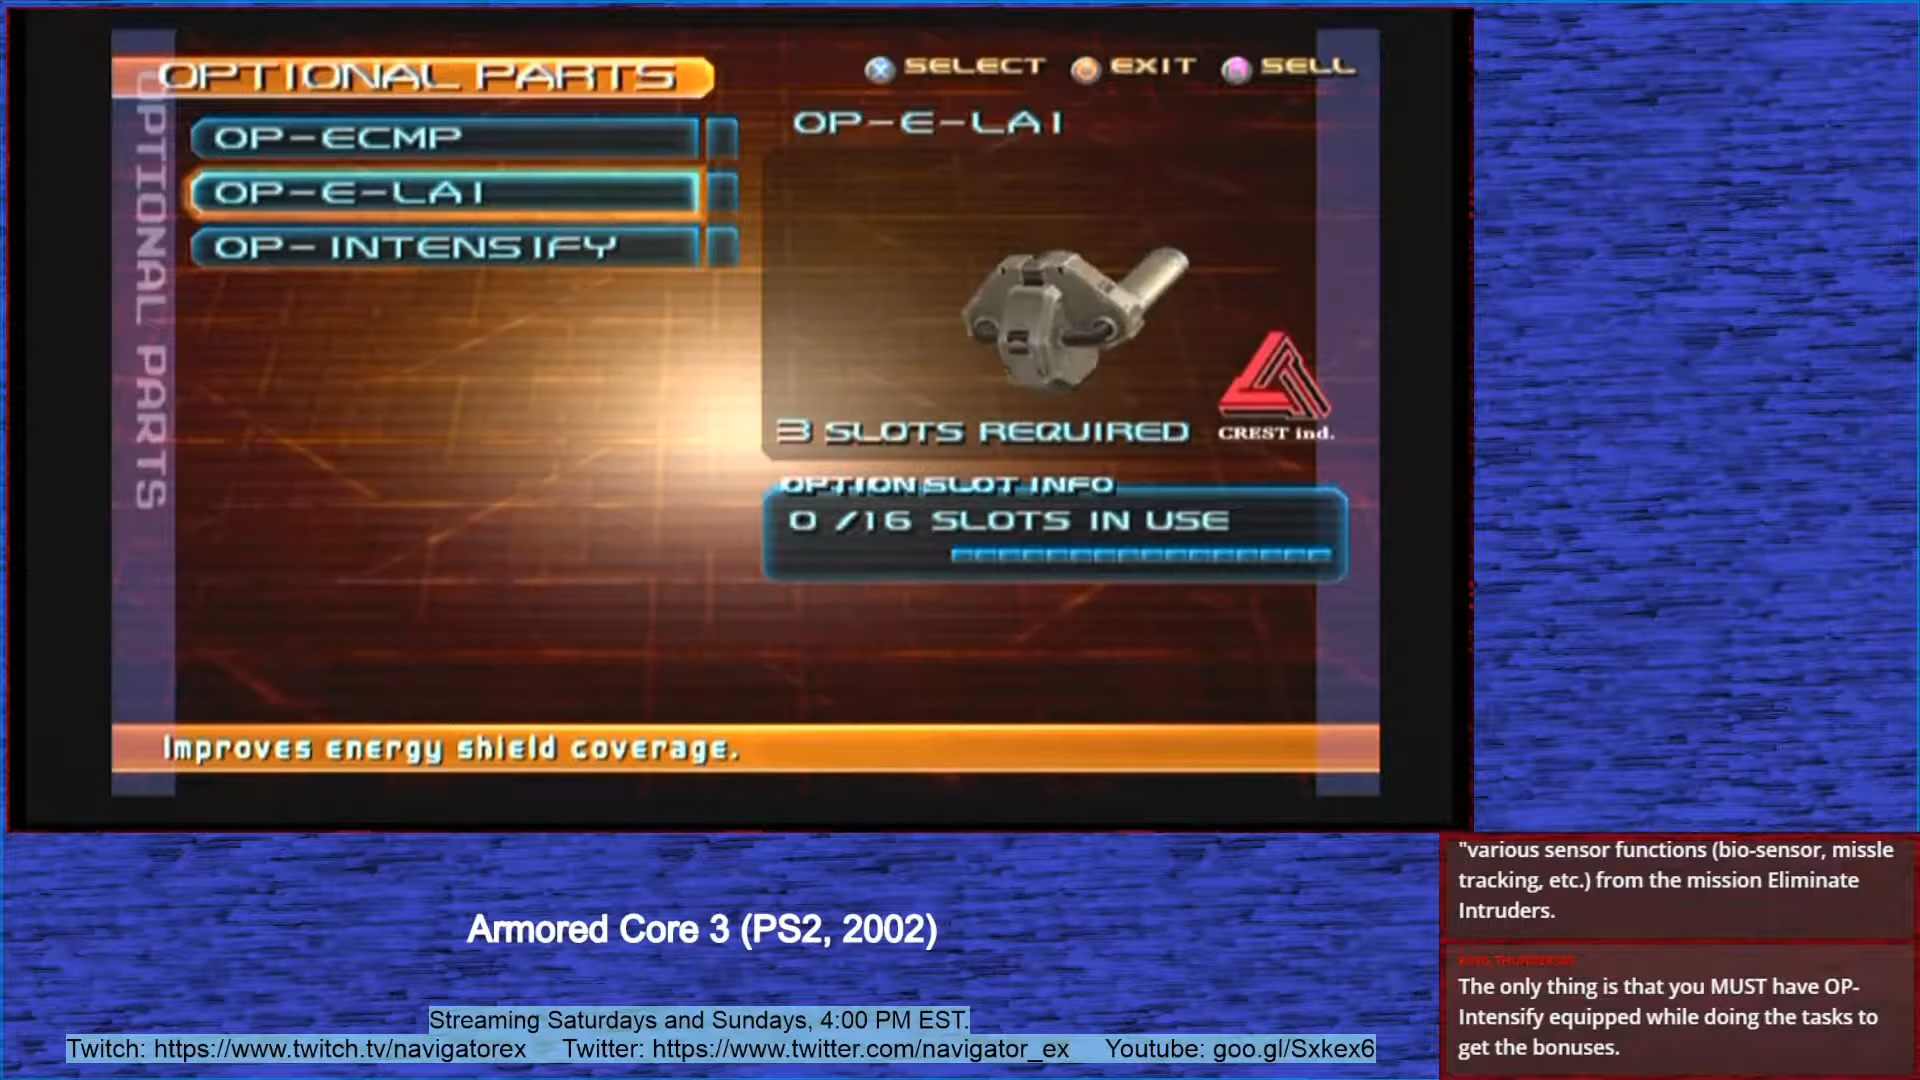 OPTIONAL PARTS
SELECT EXIT SELL
OPTIONAL PARTS
OP-ECMP
OP-E-LAI
OP-INTENSIFY
OP-E-LAI
3 SLOTS REQUIRED
CREST ind.
OPTION SLOT INFO
0 /16 SLOTS IN USE
Improves energy shield coverage.
"various sensor functions (bio-sensor, missle
tracking, etc.) from the mission Eliminate
Intruders.
The only thing is that you MUST have OP-
Intensify equipped while doing the tasks to
get the bonuses.
Armored Core 3 (PS2, 2002)
Streaming Saturdays and Sundays, 4:00 PM EST.
Twitch: https://www.twitch.tv/navigatorex Twitter: https://www.twitter.com/navigator_ex Youtube: goo.gl/Sxkex6